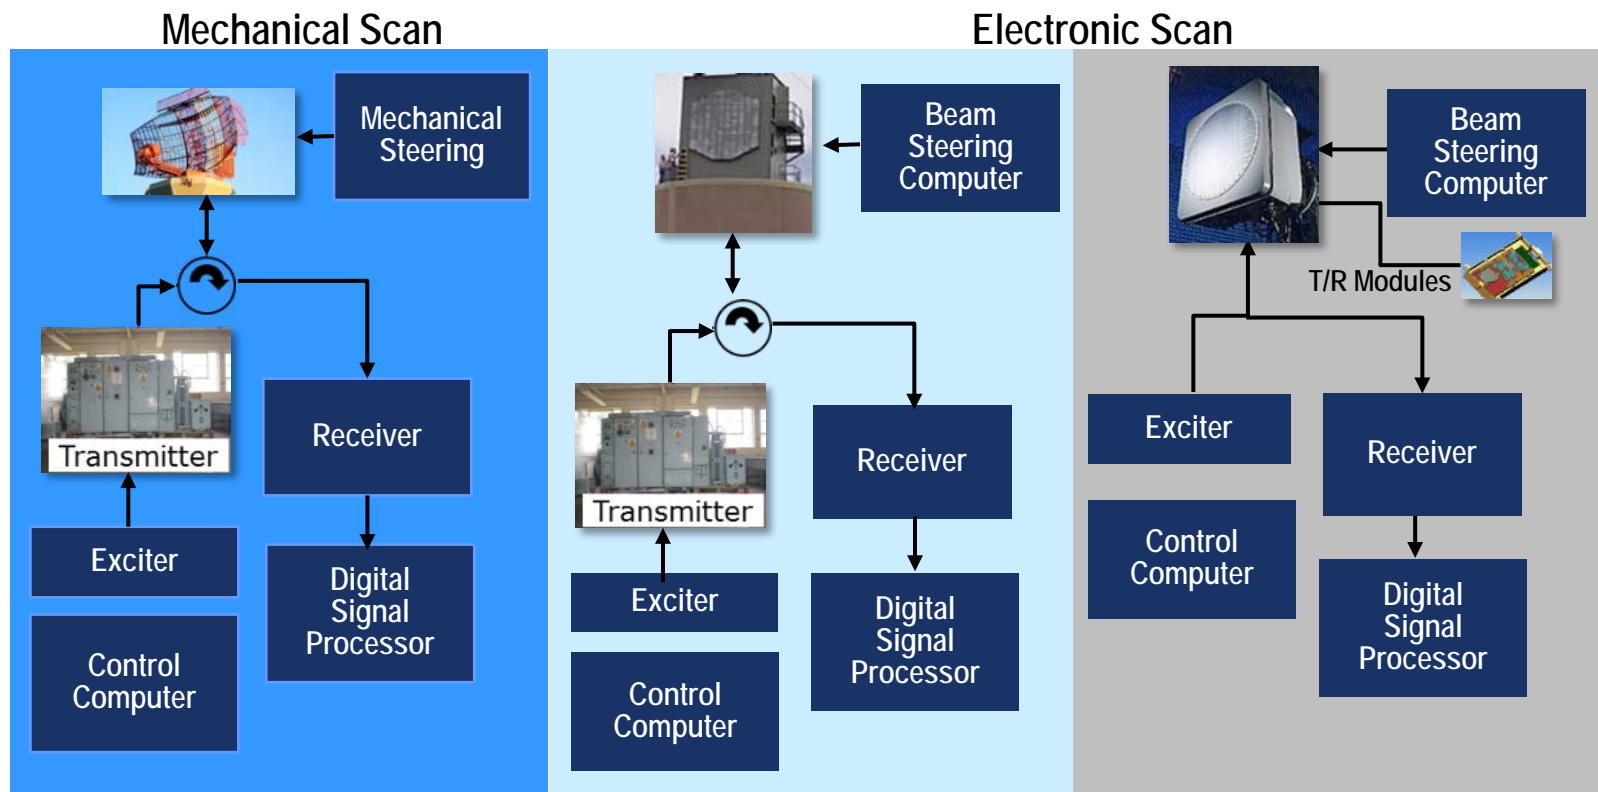 Mechanical Scan
Electronic Scan
Mechanical
Steering
Transmitter
Receiver
Exciter
Digital
Signal
Processor
Control
Computer
Beam
Steering
Computer
Transmitter
Receiver
Exciter
Digital
Signal
Processor
Control
Computer
Beam
Steering
Computer
T/R Modules
Exciter
Receiver
Control
Computer
Digital
Signal
Processor